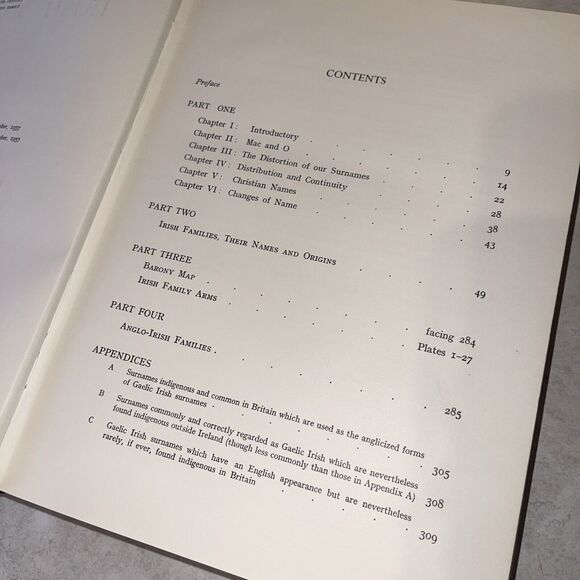 mber, 1957
mber, 1957
CONTENTS
Preface
PART ONE
Chapter I : Introductory . . . . . . 9
Chapter II : Mac and O . . . . . . 14
Chapter III : The Distortion of our Surnames . . . . 22
Chapter IV : Distribution and Continuity . . . . 28
Chapter V : Christian Names . . . . . 38
Chapter VI : Changes of Name . . . . . 43
PART TWO
Irish Families, Their Names and Origins . . . . 49
PART THREE
Barony Map . . . . . . facing 284
Irish Family Arms . . . . . . Plates 1-27
PART FOUR
Anglo-Irish Families . . . . . . 285
APPENDICES
A Surnames indigenous and common in Britain which are used as the anglicized forms
of Gaelic Irish surnames . . . . . . 305
B Surnames commonly and correctly regarded as Gaelic Irish which are nevertheless
found indigenous outside Ireland (though less commonly than those in Appendix A) 308
C Gaelic Irish surnames which have an English appearance but are nevertheless
rarely, if ever, found indigenous in Britain . . . . . 309